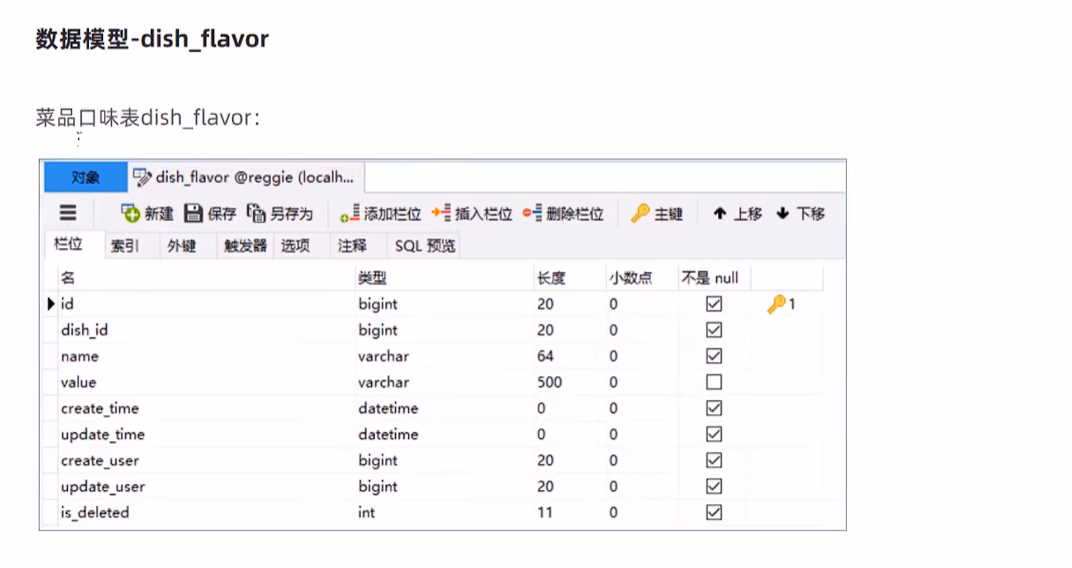 数据模型-dish_flavor
菜品口味表dish_flavor：
对象 dish_flavor @reggie (localh...
新建 保存 另存为 添加栏位 插入栏位 删除栏位 主键 上移 下移
栏位 索引 外键 触发器 选项 注释 SQL 预览
名 类型 长度 小数点 不是 null
id bigint 20 0 1
dish_id bigint 20 0
name varchar 64 0
value varchar 500 0
create_time datetime 0 0
update_time datetime 0 0
create_user bigint 20 0
update_user bigint 20 0
is_deleted int 11 0